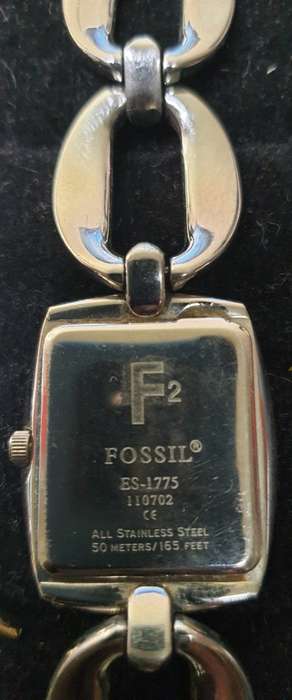 F2
FOSSIL®
ES-1775
110702
CE
ALL STAINLESS STEEL
50 METERS/165 FEET